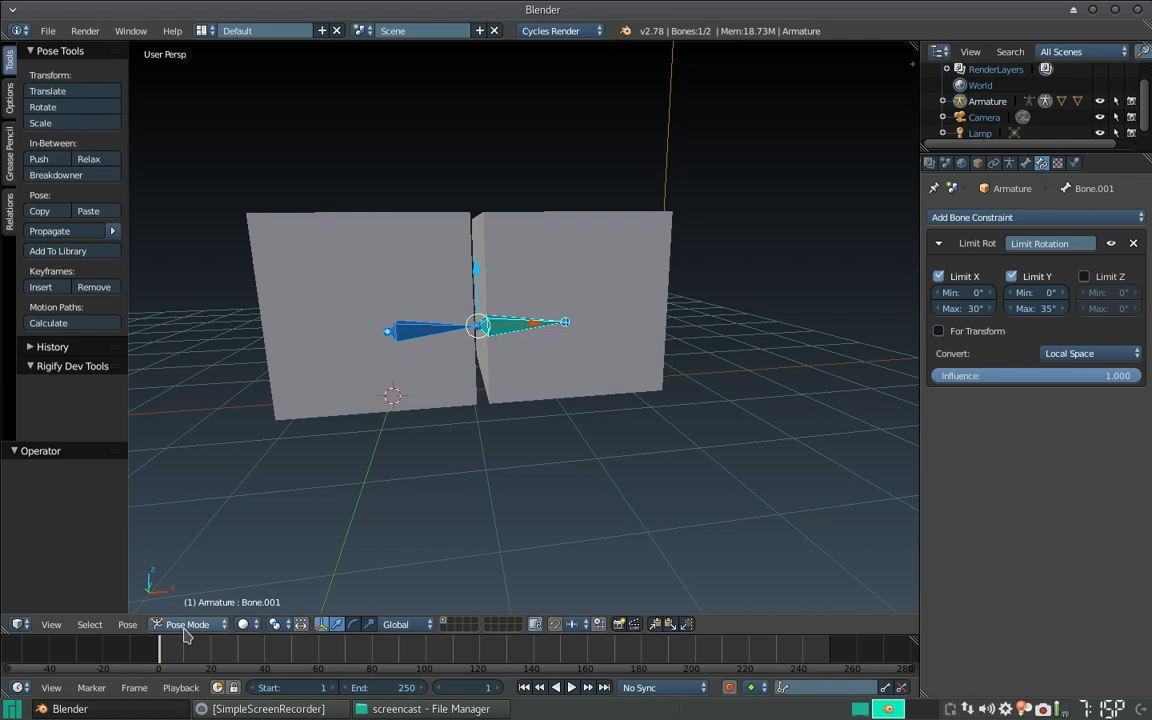 Blender
File Render Window Help
Default
Scene
Cycles Render
v2.78 | Bones:1/2 | Mem:18.73M | Armature
Tools
Options
Grease Pencil
Relations
Pose Tools
Transform:
Translate
Rotate
Scale
In-Between:
Push Relax
Breakdowner
Pose:
Copy Paste
Propagate
Add To Library
Keyframes:
Insert Remove
Motion Paths:
Calculate
History
Rigify Dev Tools
Operator
User Persp
z
x
(1) Armature : Bone.001
View Search All Scenes
RenderLayers
World
Armature
Camera
Lamp
Armature Bone.001
Add Bone Constraint
Limit Rot Limit Rotation
Limit X Limit Y Limit Z
Min: 0° Min: 0° Min: 0°
Max: 30° Max: 35° Max: 0°
For Transform
Convert: Local Space
Influence: 1.000
View Select Pose Pose Mode Global
-40 -20 0 20 40 60 80 100 120 140 160 180 200 220 240 260 280
View Marker Frame Playback Start: 1 End: 250 1 No Sync
Blender [SimpleScreenRecorder] screencast - File Manager
7:15P